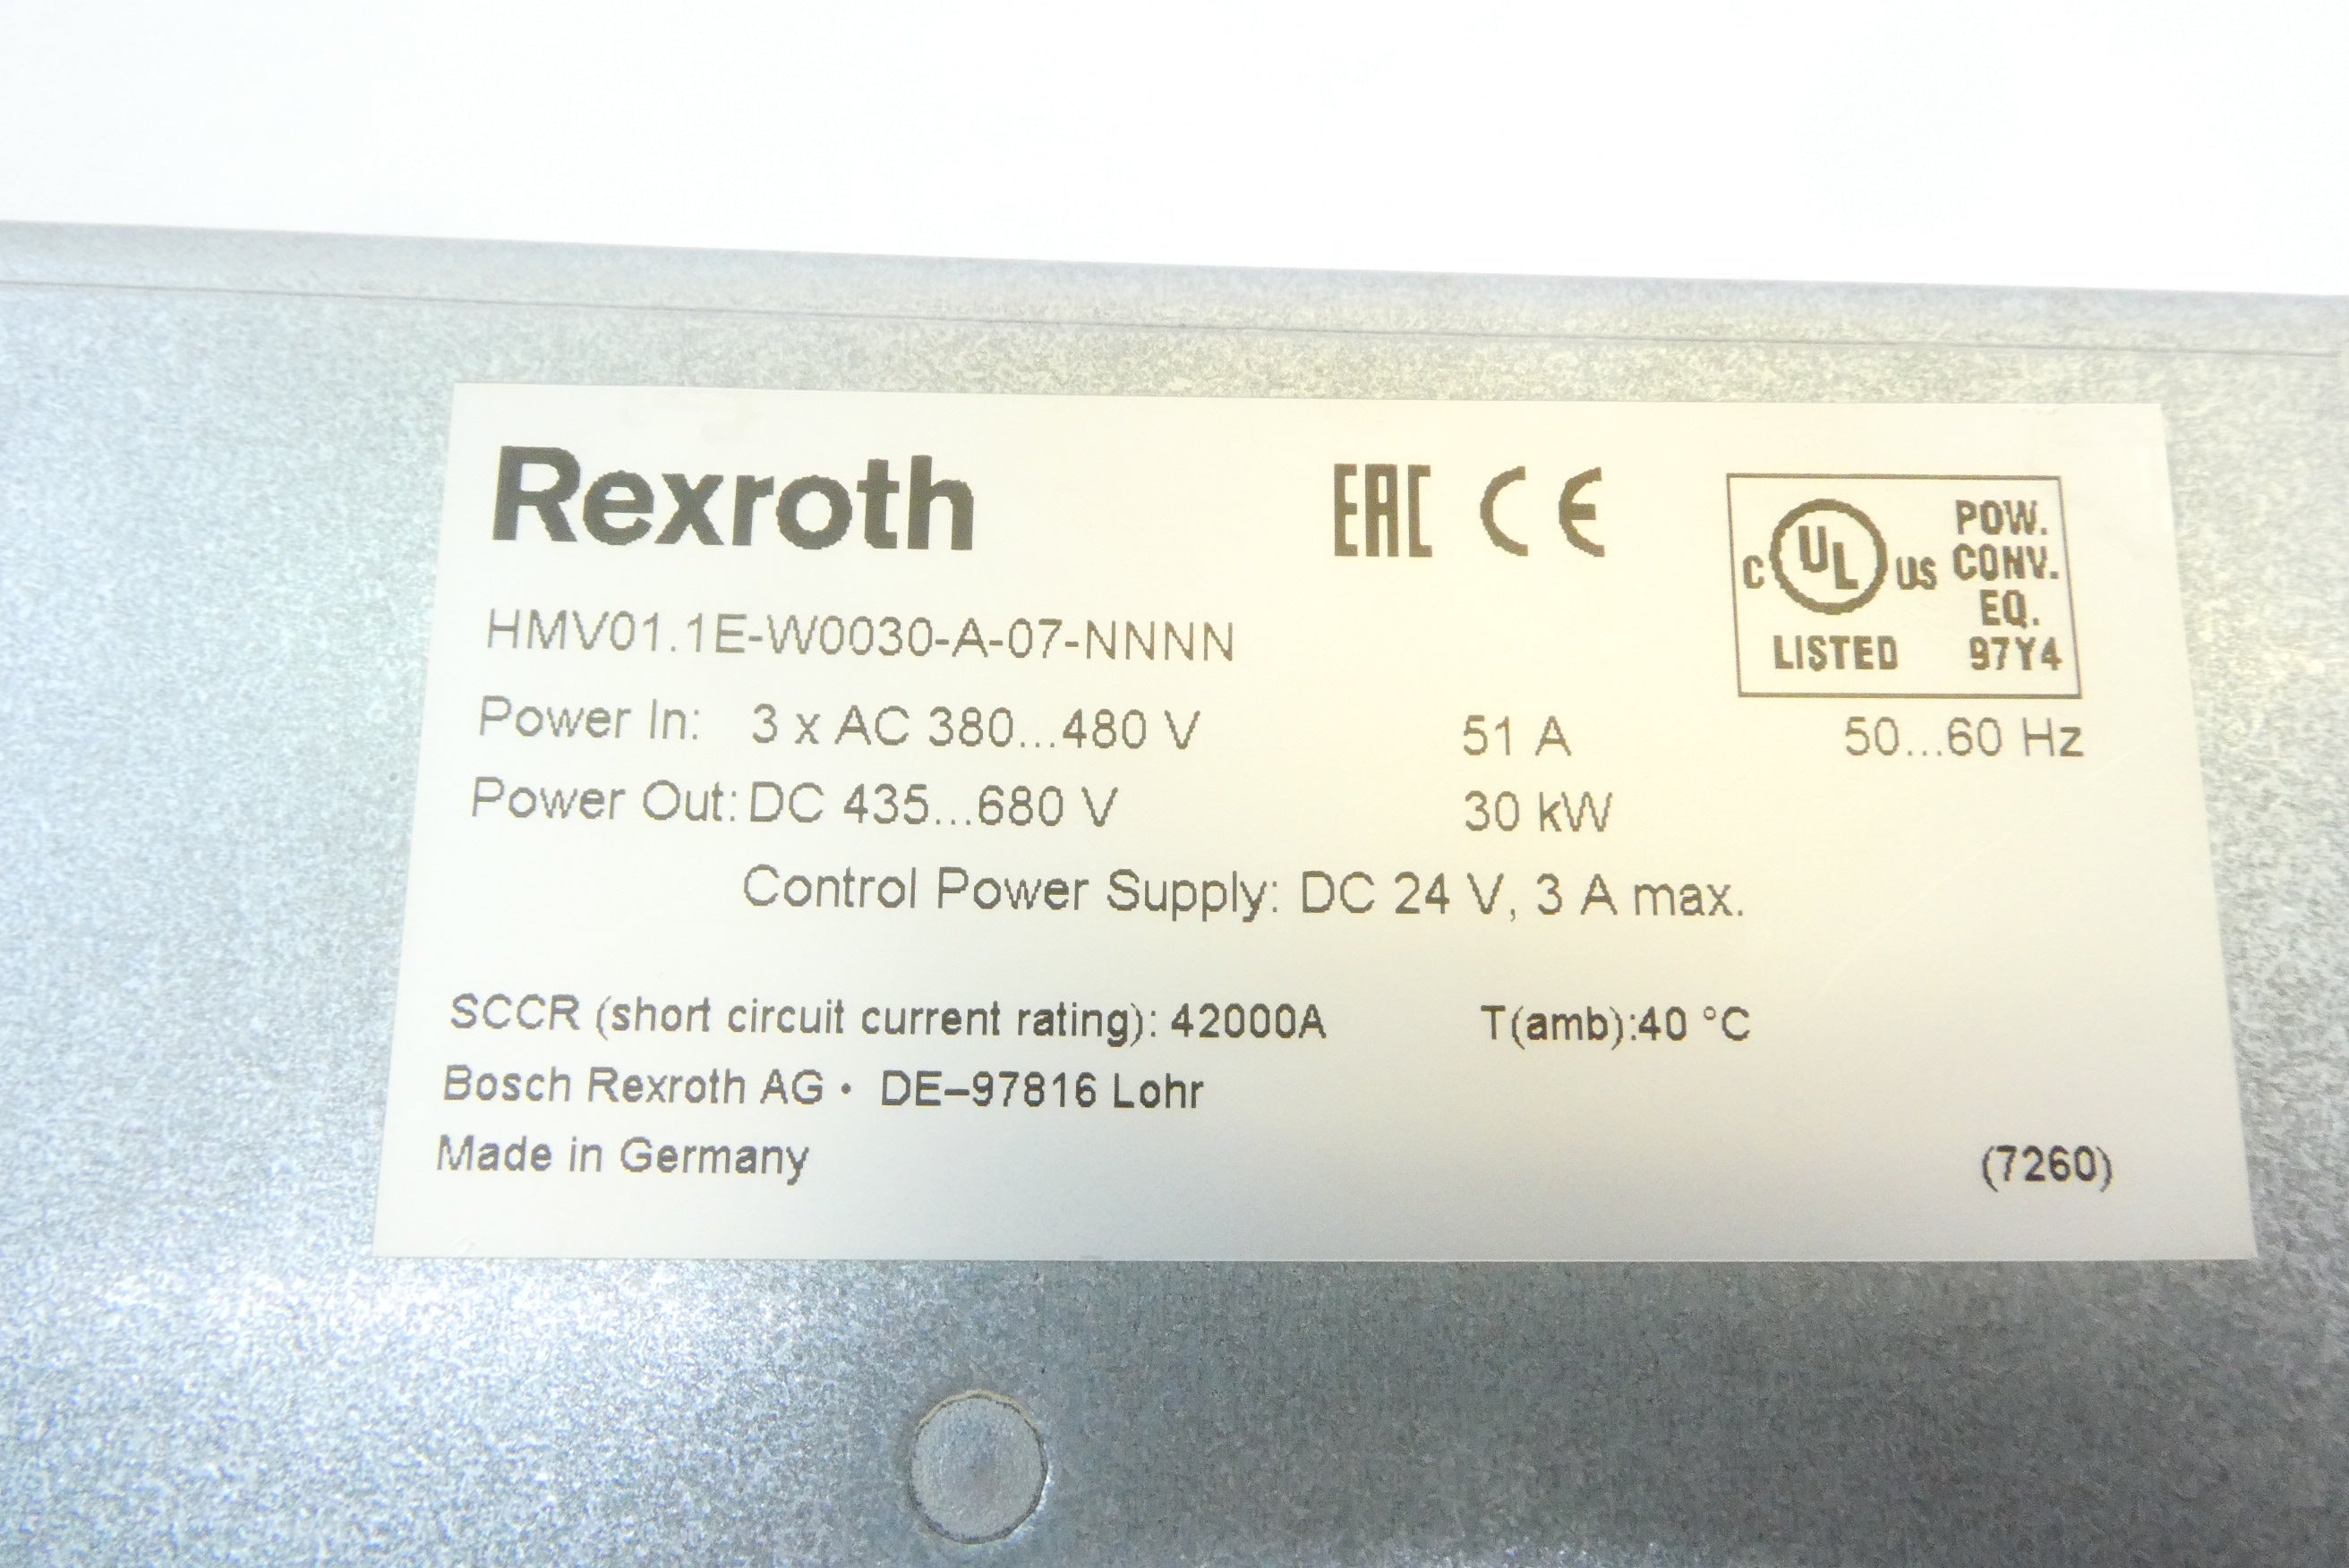 Rexroth
EAC CE
C UL US LISTED
POW.
CONV.
EQ.
97Y4
HMV01.1E-W0030-A-07-NNNN
Power In: 3 x AC 380...480 V 51 A 50...60 Hz
Power Out: DC 435...680 V 30 kW
Control Power Supply: DC 24 V, 3 A max.
SCCR (short circuit current rating): 42000A T(amb):40 °C
Bosch Rexroth AG • DE–97816 Lohr
Made in Germany (7260)